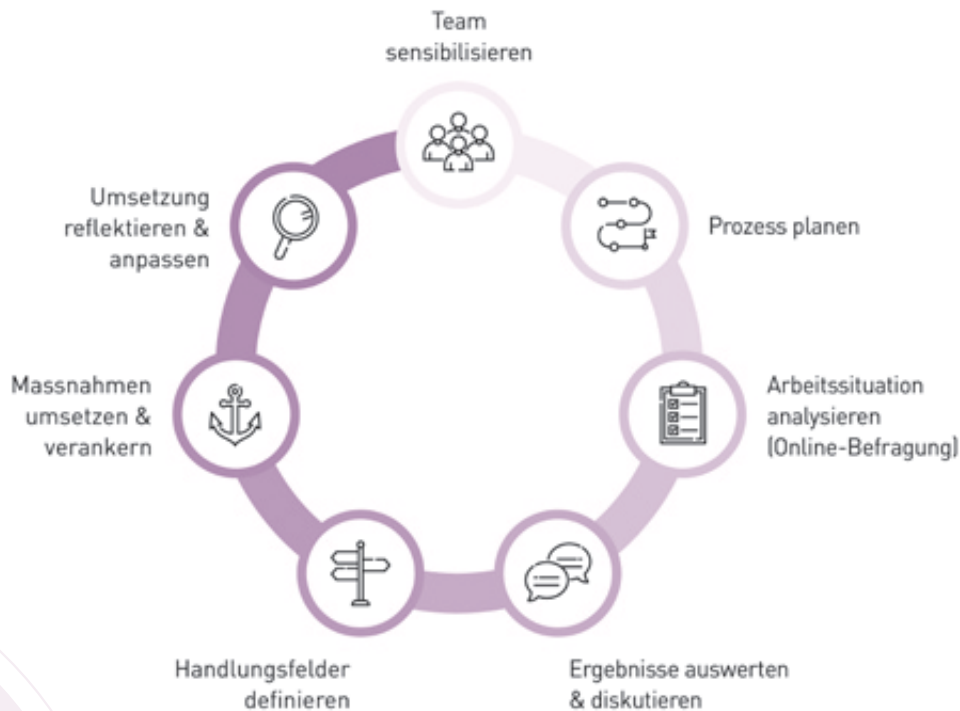 Team
sensibilisieren
Prozess planen
Arbeitssituation
analysieren
(Online-Befragung)
Ergebnisse auswerten
& diskutieren
Handlungsfelder
definieren
Massnahmen
umsetzen &
verankern
Umsetzung
reflektieren &
anpassen